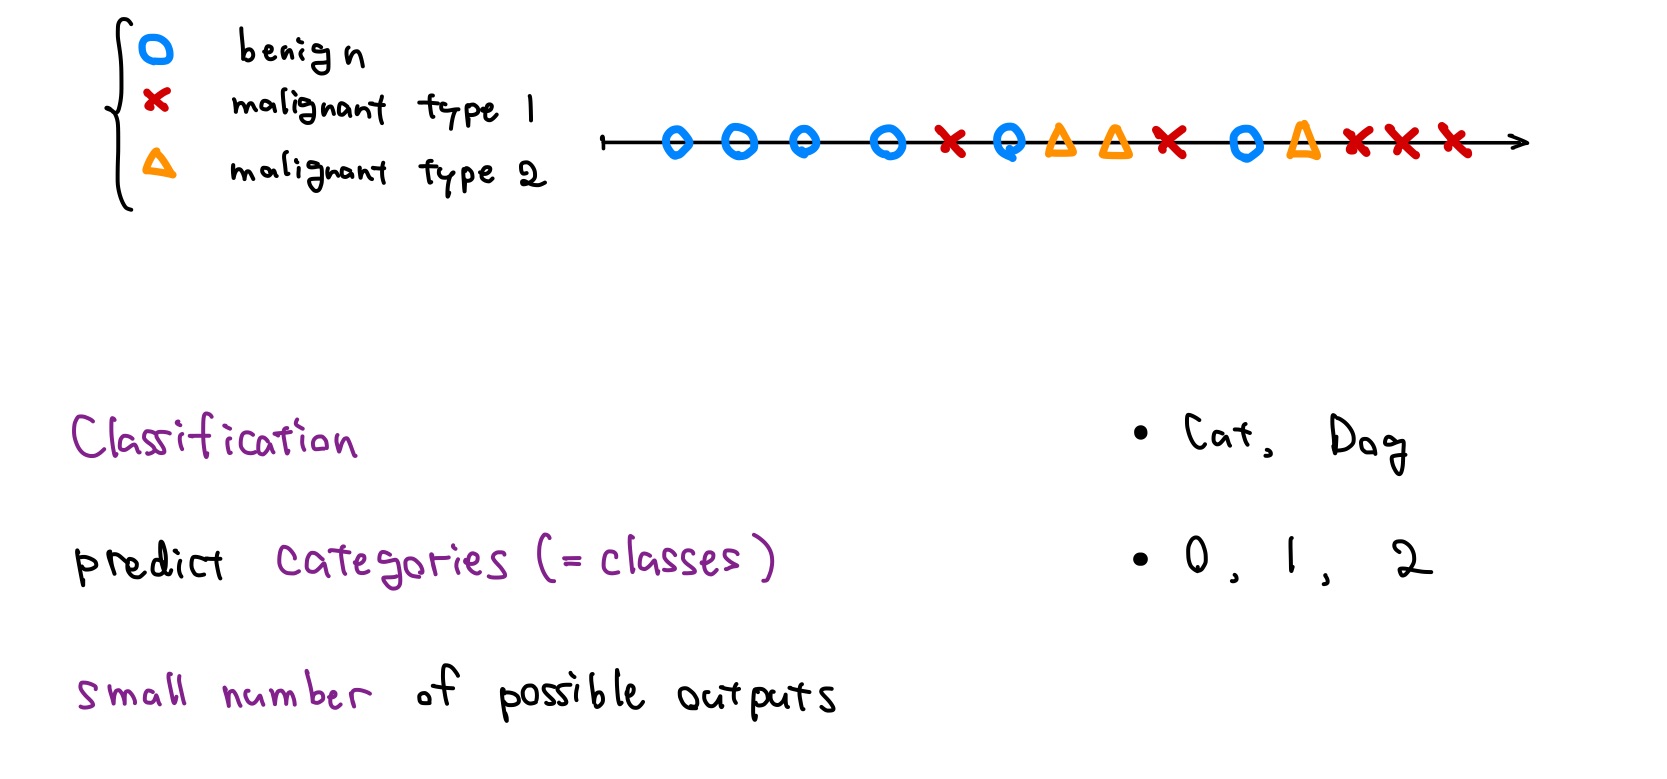 benign
malignant type 1
malignant type 2
Classification
• Cat, Dog
predict categories (= classes)
• 0, 1, 2
small number of possible outputs